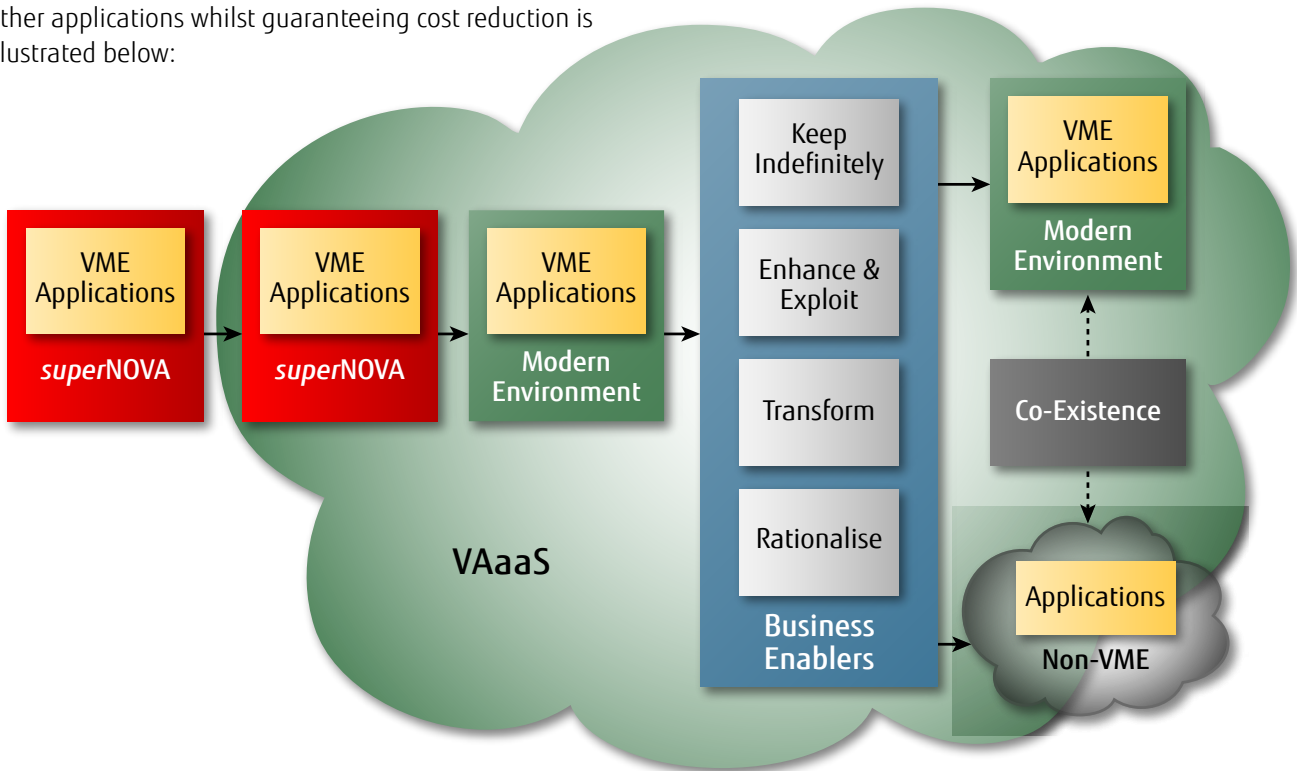 ther applications whilst guaranteeing cost reduction is
lustrated below:
VME
Applications
superNOVA
VME
Applications
superNOVA
VME
Applications
Modern
Environment
VAaaS
Keep
Indefinitely
Enhance &
Exploit
Transform
Rationalise
Business
Enablers
VME
Applications
Modern
Environment
Co-Existence
Applications
Non-VME